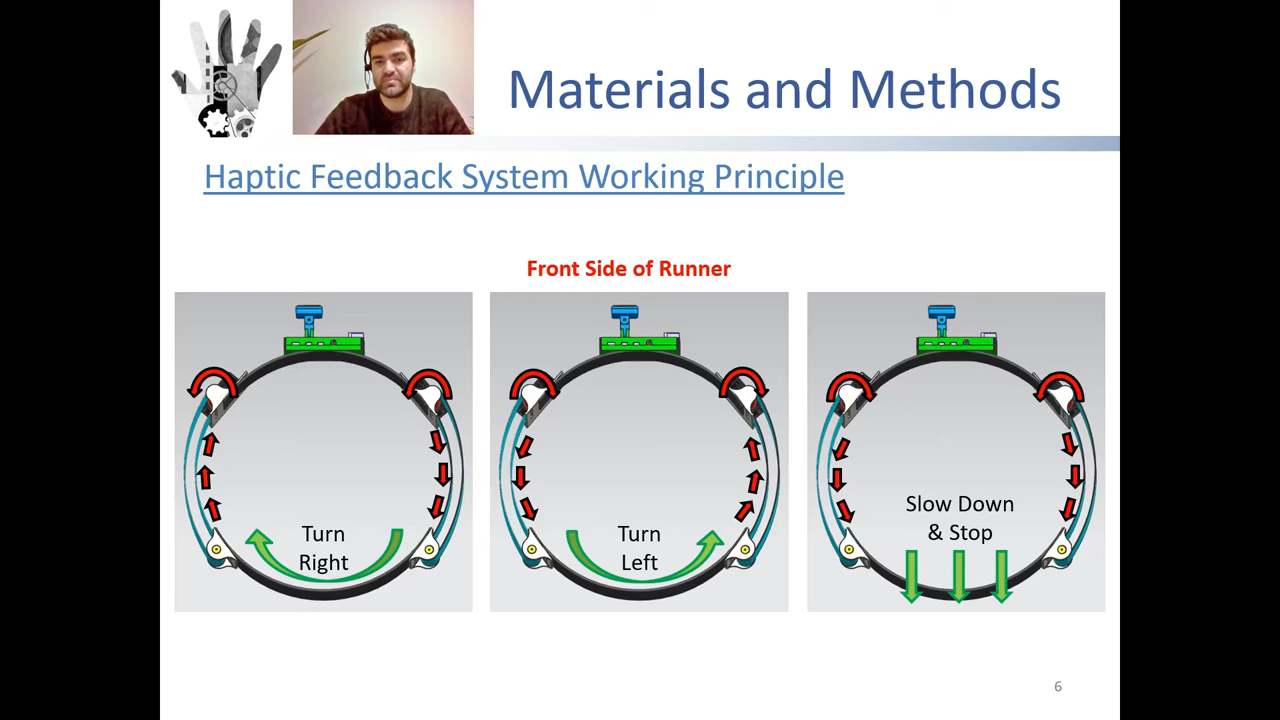 Materials and Methods
Haptic Feedback System Working Principle
Front Side of Runner
Turn
Right
Turn
Left
Slow Down
& Stop
6